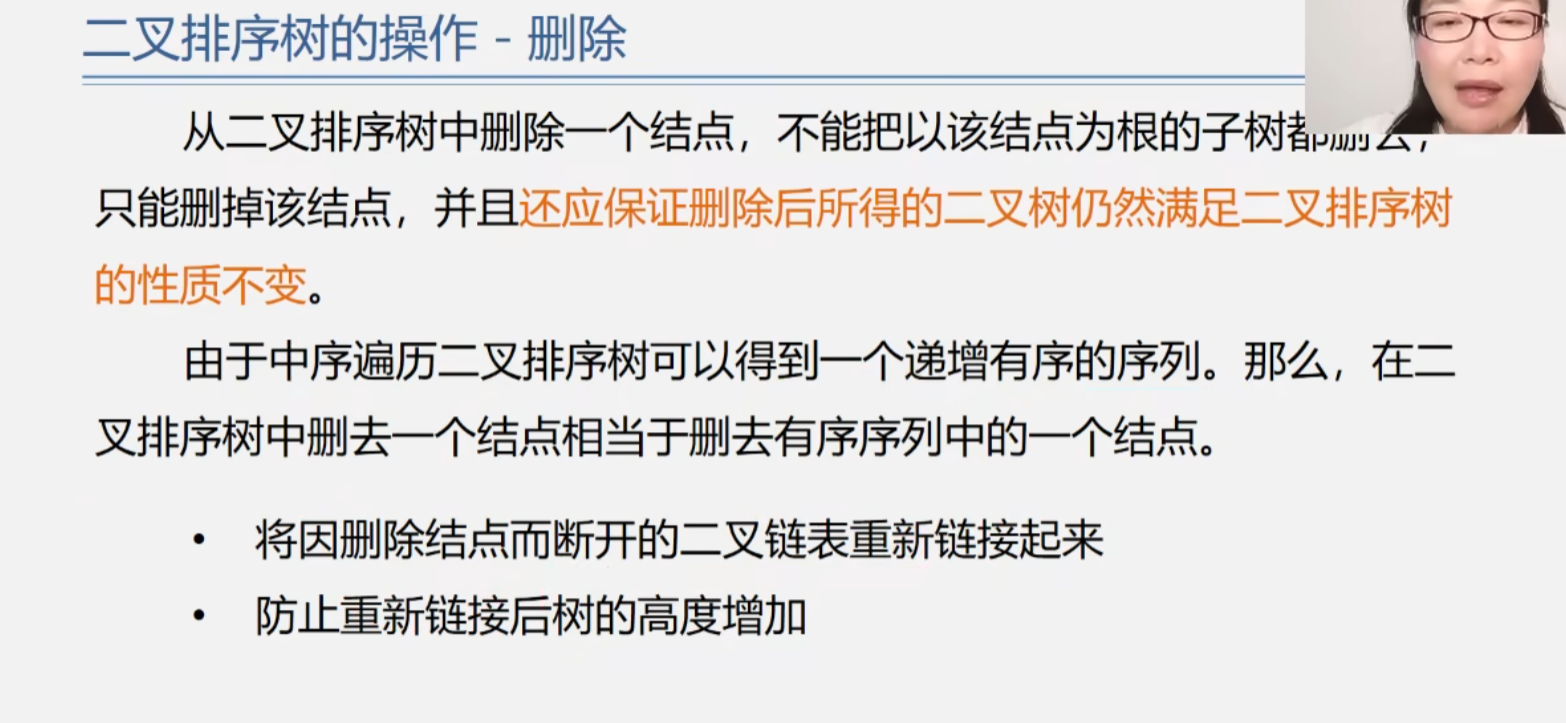 二叉排序树的操作 - 删除
从二叉排序树中删除一个结点，不能把以该结点为根的子树都删去，
只能删掉该结点，并且还应保证删除后所得的二叉树仍然满足二叉排序树
的性质不变。
由于中序遍历二叉排序树可以得到一个递增有序的序列。那么，在二
叉排序树中删去一个结点相当于删去有序序列中的一个结点。
• 将因删除结点而断开的二叉链表重新链接起来
• 防止重新链接后树的高度增加